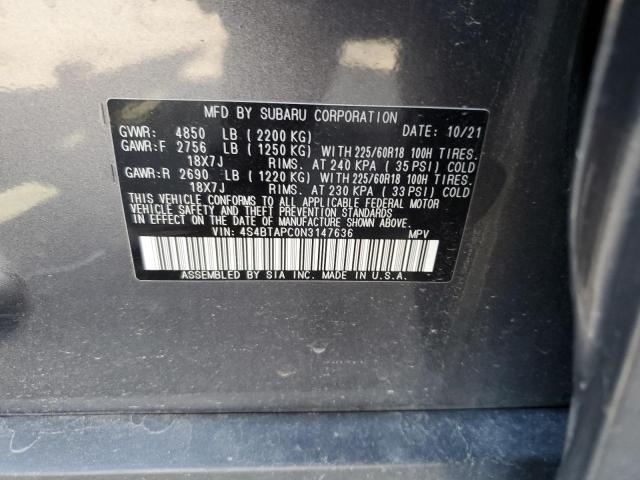 MFD BY SUBARU CORPORATION
GVWR: 4850 LB ( 2200 KG) DATE: 10/21
GAWR:F 2756 LB ( 1250 KG) WITH 225/60R18 100H TIRES.
18X7J RIMS. AT 240 KPA ( 35 PSI) COLD
GAWR:R 2690 LB ( 1220 KG) WITH 225/60R18 100H TIRES.
18X7J RIMS. AT 230 KPA ( 33 PSI) COLD
THIS VEHICLE CONFORMS TO ALL APPLICABLE FEDERAL MOTOR
VEHICLE SAFETY AND THEFT PREVENTION STANDARDS IN EFFECT
ON THE DATE OF MANUFACTURE SHOWN ABOVE.
VIN: 4S4BTAPC0N3147636 MPV
ASSEMBLED BY SIA INC. MADE IN U.S.A.